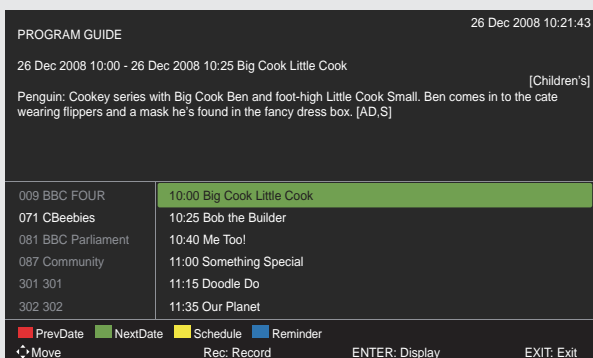 26 Dec 2008 10:21:43
PROGRAM GUIDE
26 Dec 2008 10:00 - 26 Dec 2008 10:25 Big Cook Little Cook
[Children's]
Penguin: Cookey series with Big Cook Ben and foot-high Little Cook Small. Ben comes in to the cate
wearing flippers and a mask he's found in the fancy dress box. [AD,S]
009 BBC FOUR 10:00 Big Cook Little Cook
071 CBeebies 10:25 Bob the Builder
081 BBC Parliament 10:40 Me Too!
087 Community 11:00 Something Special
301 301 11:15 Doodle Do
302 302 11:35 Our Planet
PrevDate NextDate Schedule Reminder
Move Rec: Record ENTER: Display EXIT: Exit